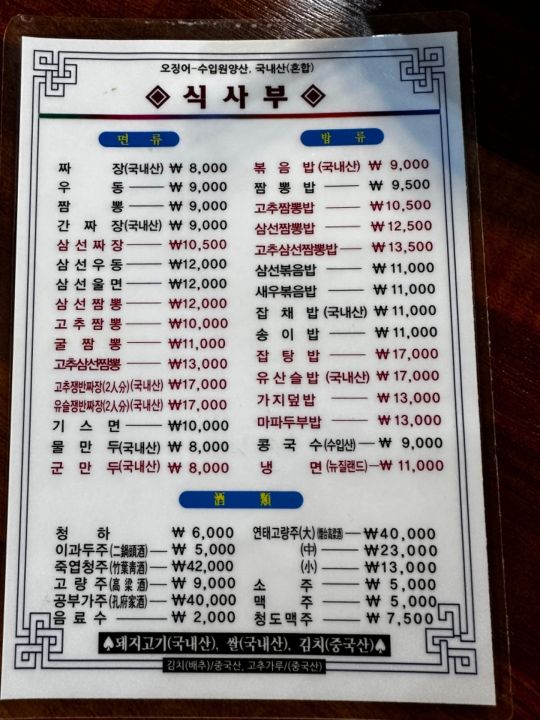 오징어-수입원양산, 국내산(혼합)
◈ 식사부 ◈
면 류
짜 장(국내산) ₩ 8,000
우 동 ₩ 9,000
짬 뽕 ₩ 9,000
간 짜 장(국내산) ₩ 9,000
삼선짜장 ₩10,500
삼선우동 ₩12,000
삼선울면 ₩12,000
삼선짬뽕 ₩12,000
고추짬뽕 ₩10,000
굴 짬 뽕 ₩11,000
고추삼선짬뽕 ₩13,000
고추쟁반짜장(2人分)(국내산) ₩17,000
유슬쟁반짜장(2人分)(국내산) ₩17,000
기 스 면 ₩10,000
물 만 두(국내산) ₩ 8,000
군 만 두(국내산) ₩ 8,000
밥 류
볶 음 밥(국내산) ₩ 9,000
짬 뽕 밥 ₩ 9,500
고추짬뽕밥 ₩10,500
삼선짬뽕밥 ₩12,500
고추삼선짬뽕밥 ₩13,500
삼선볶음밥 ₩11,000
새우볶음밥 ₩11,000
잡 채 밥(국내산) ₩11,000
송 이 밥 ₩11,000
잡 탕 밥 ₩17,000
유산슬밥 (국내산) ₩17,000
가지덮밥 ₩13,000
마파두부밥 ₩13,000
콩 국 수(수입산) ₩ 9,000
냉 면 (뉴질랜드) ₩11,000
酒 類
청 하 ₩ 6,000
이과두주(二鍋頭酒) ₩ 5,000
죽엽청주(竹葉靑酒) ₩42,000
고 량 주(高粱酒) ₩ 9,000
공부가주(孔府家酒) ₩40,000
음 료 수 ₩ 2,000
연태고량주(大)(烟台高粱酒) ₩40,000
(中) ₩23,000
(小) ₩13,000
소 주 ₩ 5,000
맥 주 ₩ 5,000
청도맥주 ₩ 7,500
♠돼지고기(국내산), 쌀(국내산), 김치(중국산)♠
김치(배추)/중국산, 고추가루/(중국산)